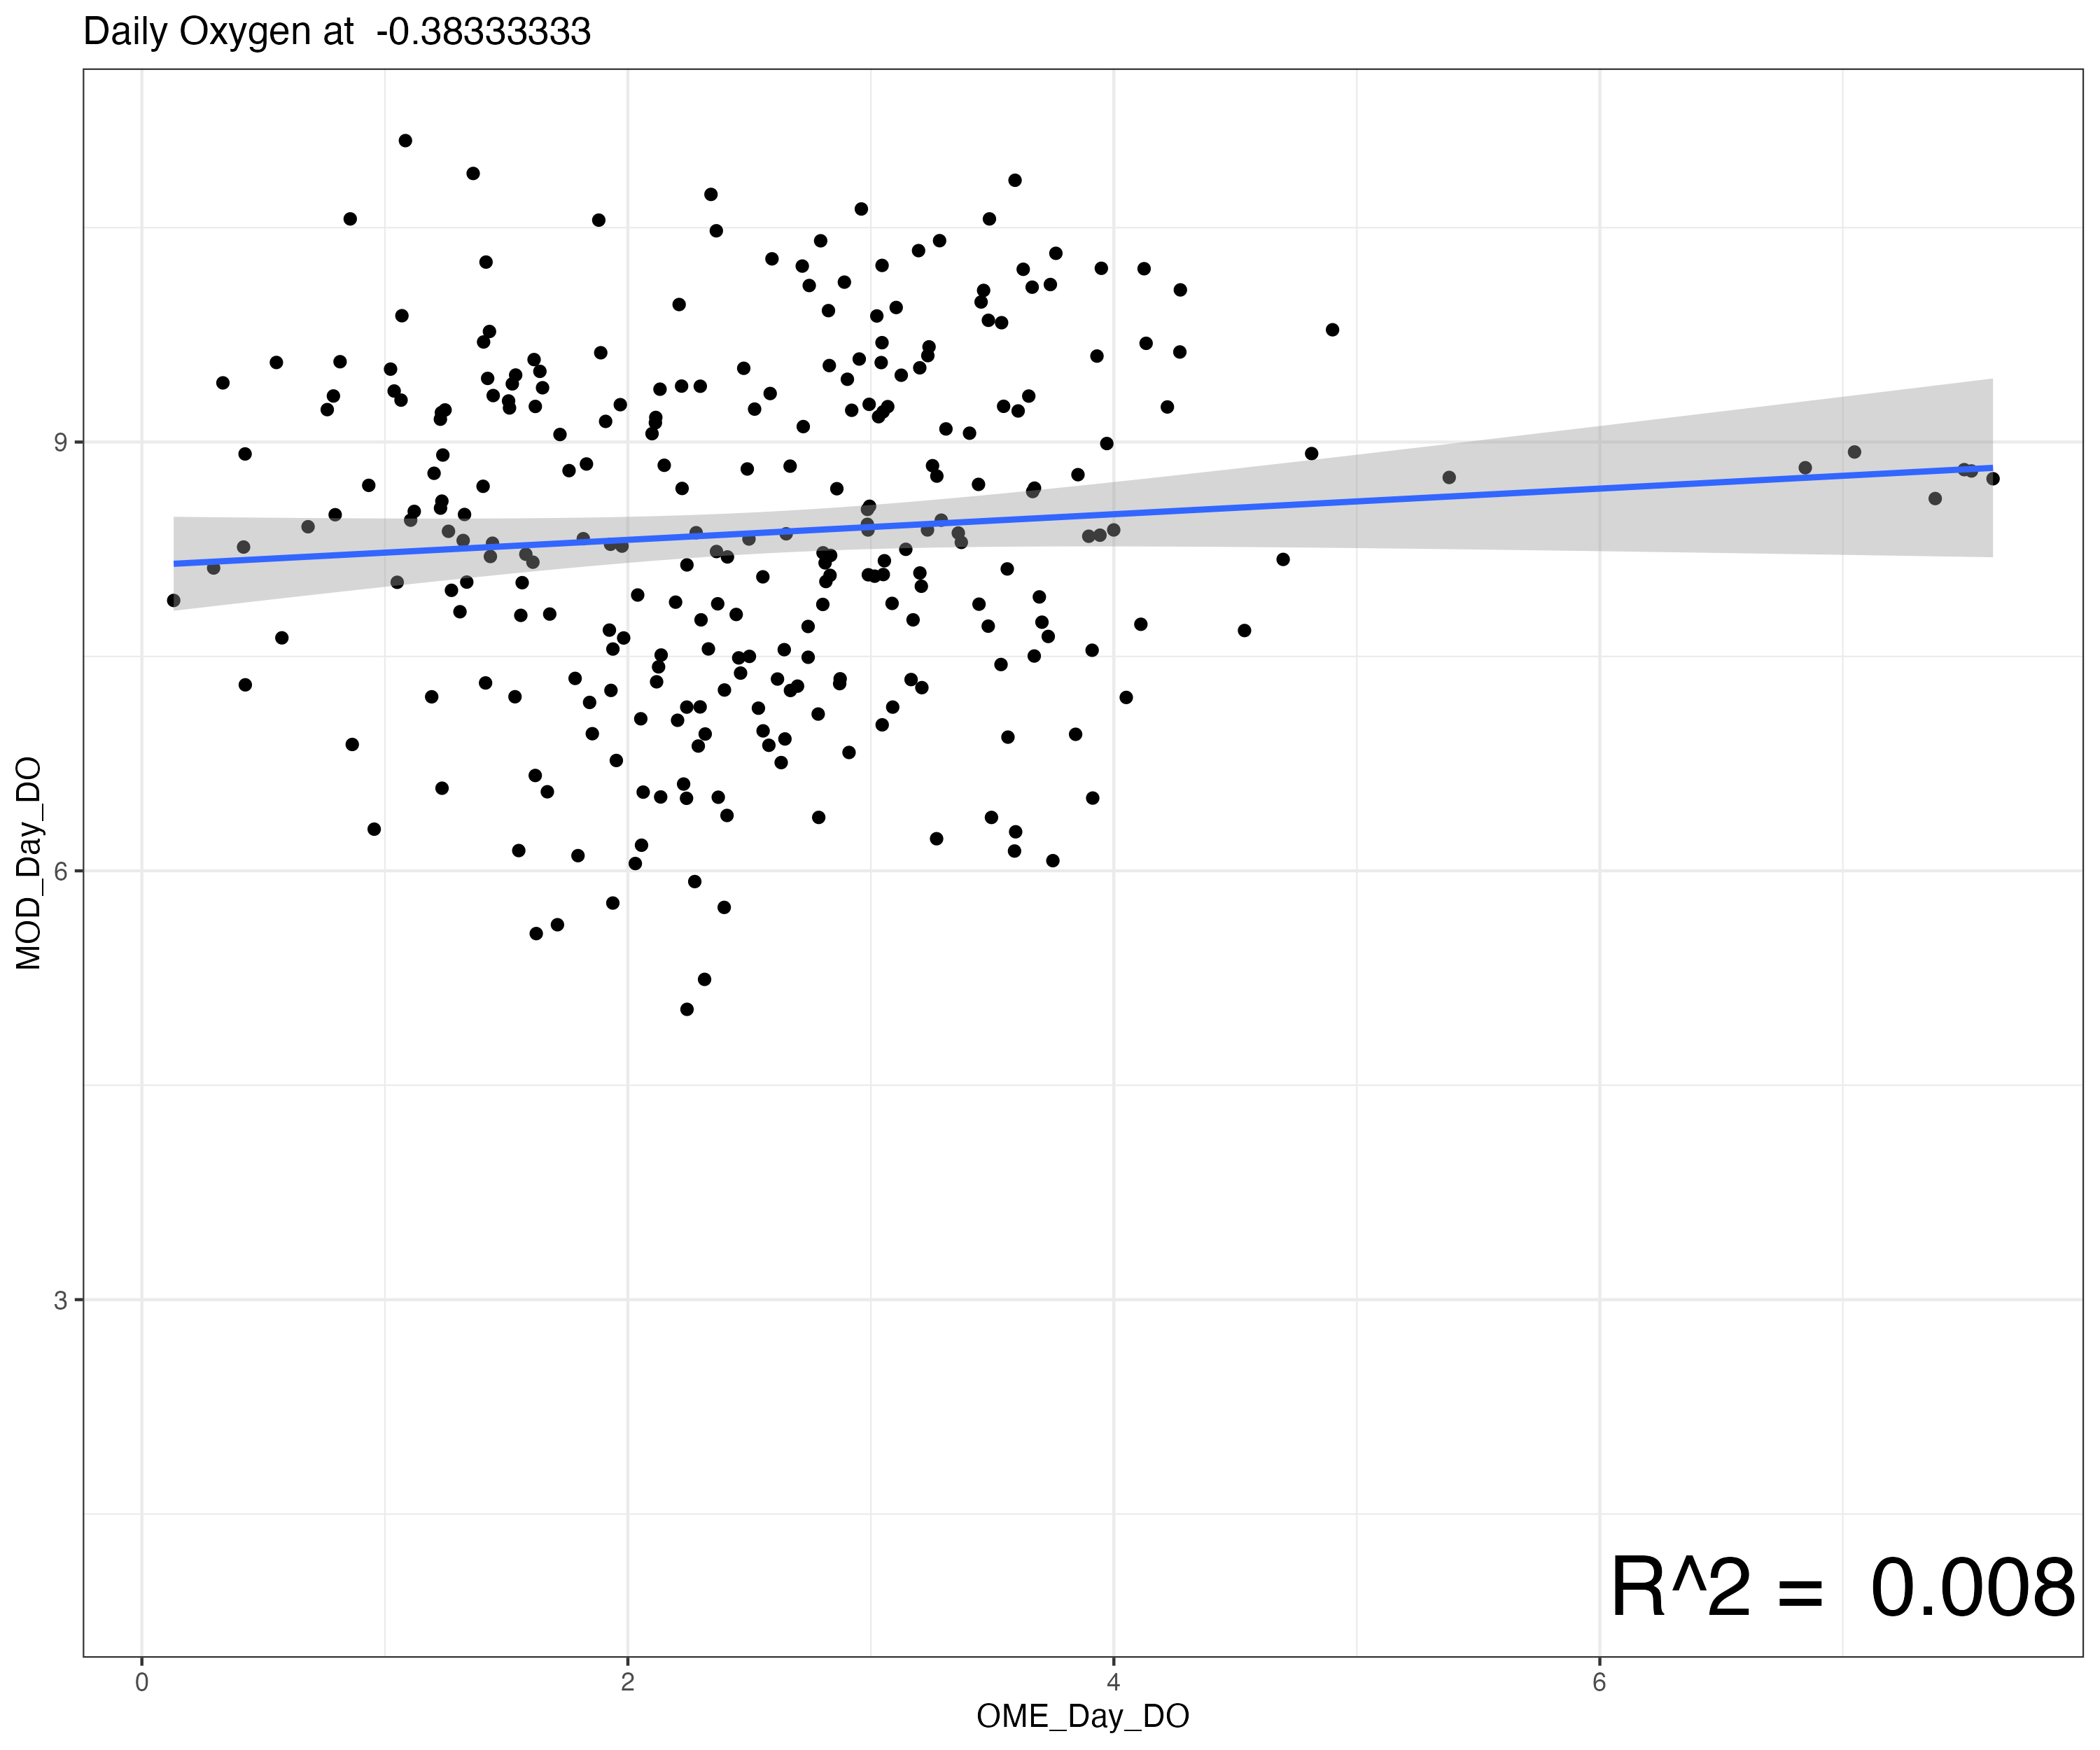 Daily Oxygen at  -0.38333333
MOD_Day_DO
9
6
3
R^2 =  0.008
0
2
4
6
OME_Day_DO